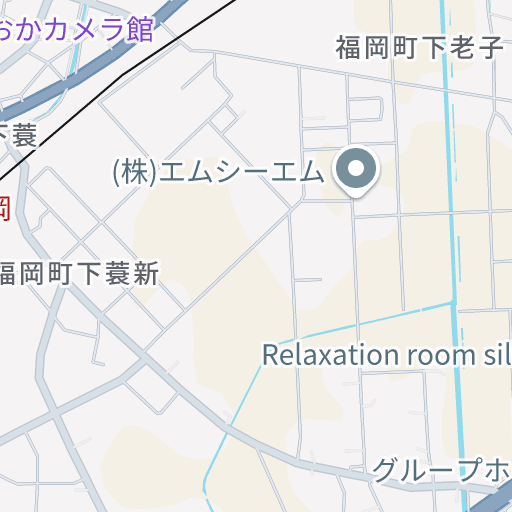 おかカメラ館
福岡町下老子
下蓑
(株)エムシーエム
岡
福岡町下蓑新
Relaxation room sil
グループホ